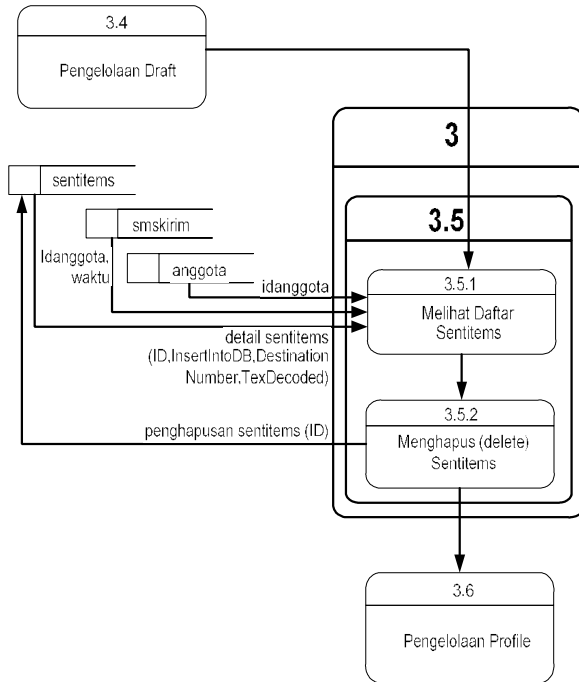 3.4
Pengelolaan Draft
3
sentitems
3.5
smskirim
Idanggota,
waktu
anggota
idanggota
3.5.1
Melihat Daftar
Sentitems
detail sentitems
(ID,InsertIntoDB,Destination
Number,TexDecoded)
3.5.2
penghapusan sentitems (ID)
Menghapus (delete)
Sentitems
3.6
Pengelolaan Profile